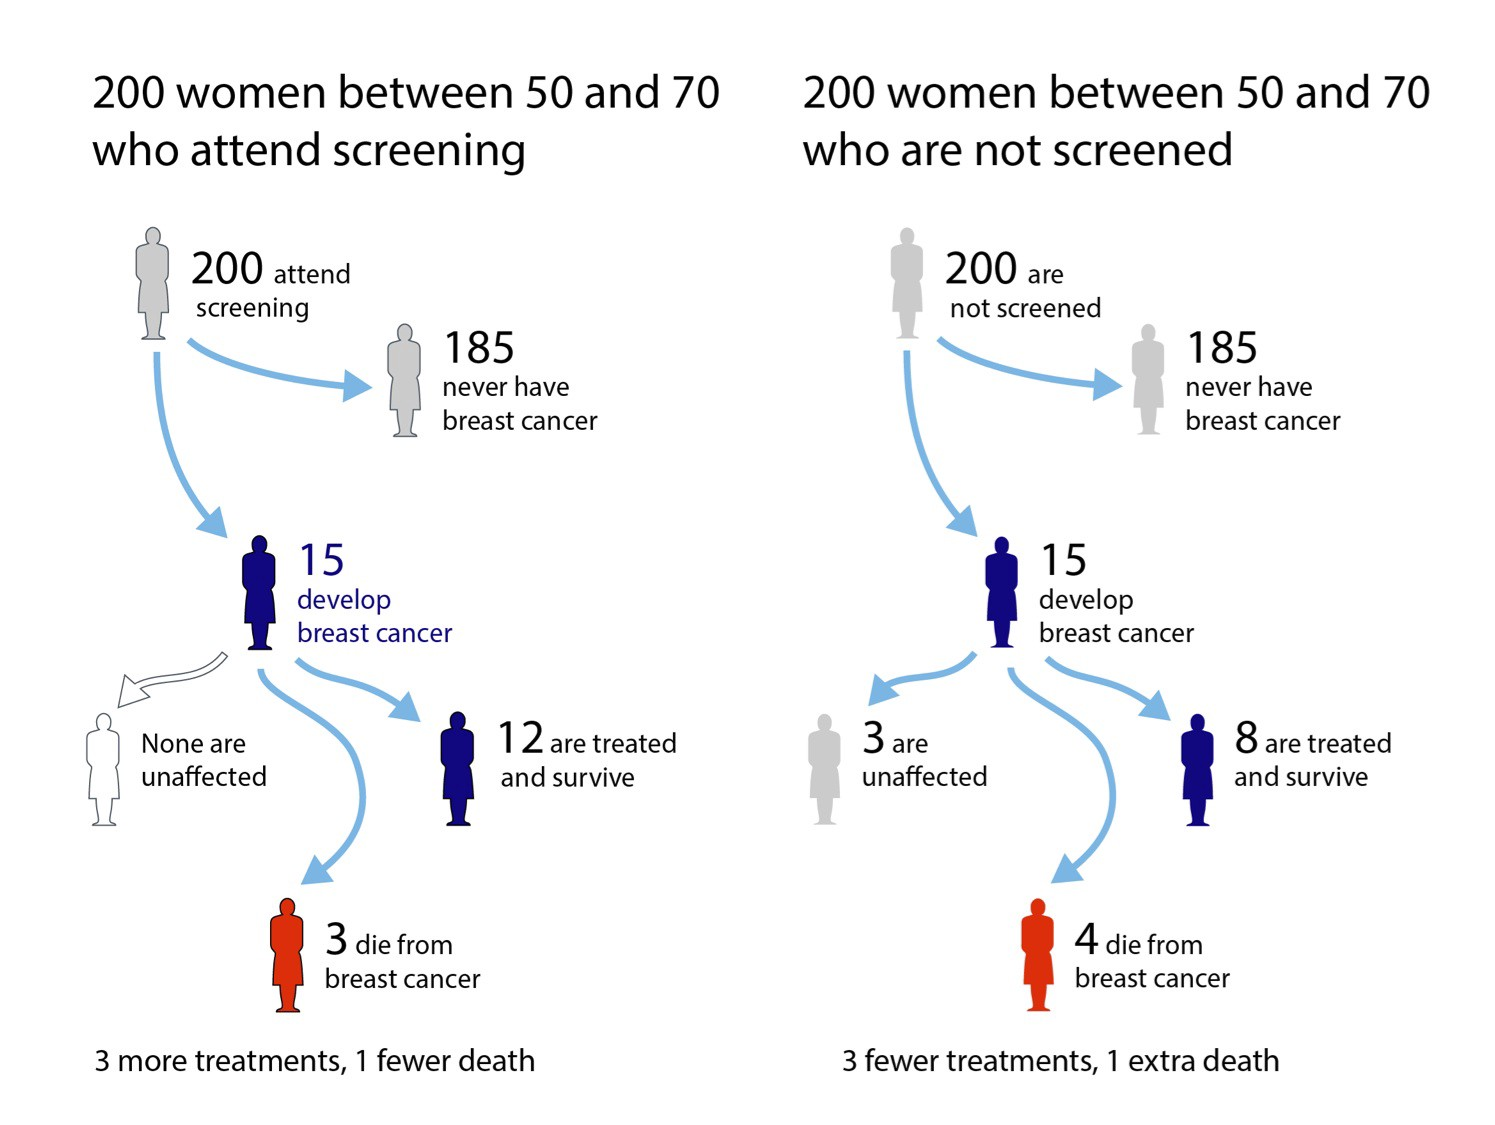 200 women between 50 and 70
who attend screening
200 attend
screening
185
never have
breast cancer
15
develop
breast cancer
None are
unaffected
12 are treated
and survive
3 die from
breast cancer
3 more treatments, 1 fewer death
200 women between 50 and 70
who are not screened
200 are
not screened
185
never have
breast cancer
15
develop
breast cancer
3 are
unaffected
8 are treated
and survive
4 die from
breast cancer
3 fewer treatments, 1 extra death